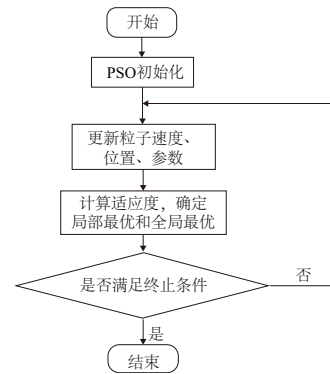 开始
PSO初始化
更新粒子速度、
位置、参数
计算适应度，确定
局部最优和全局最优
是否满足终止条件
否
是
结束